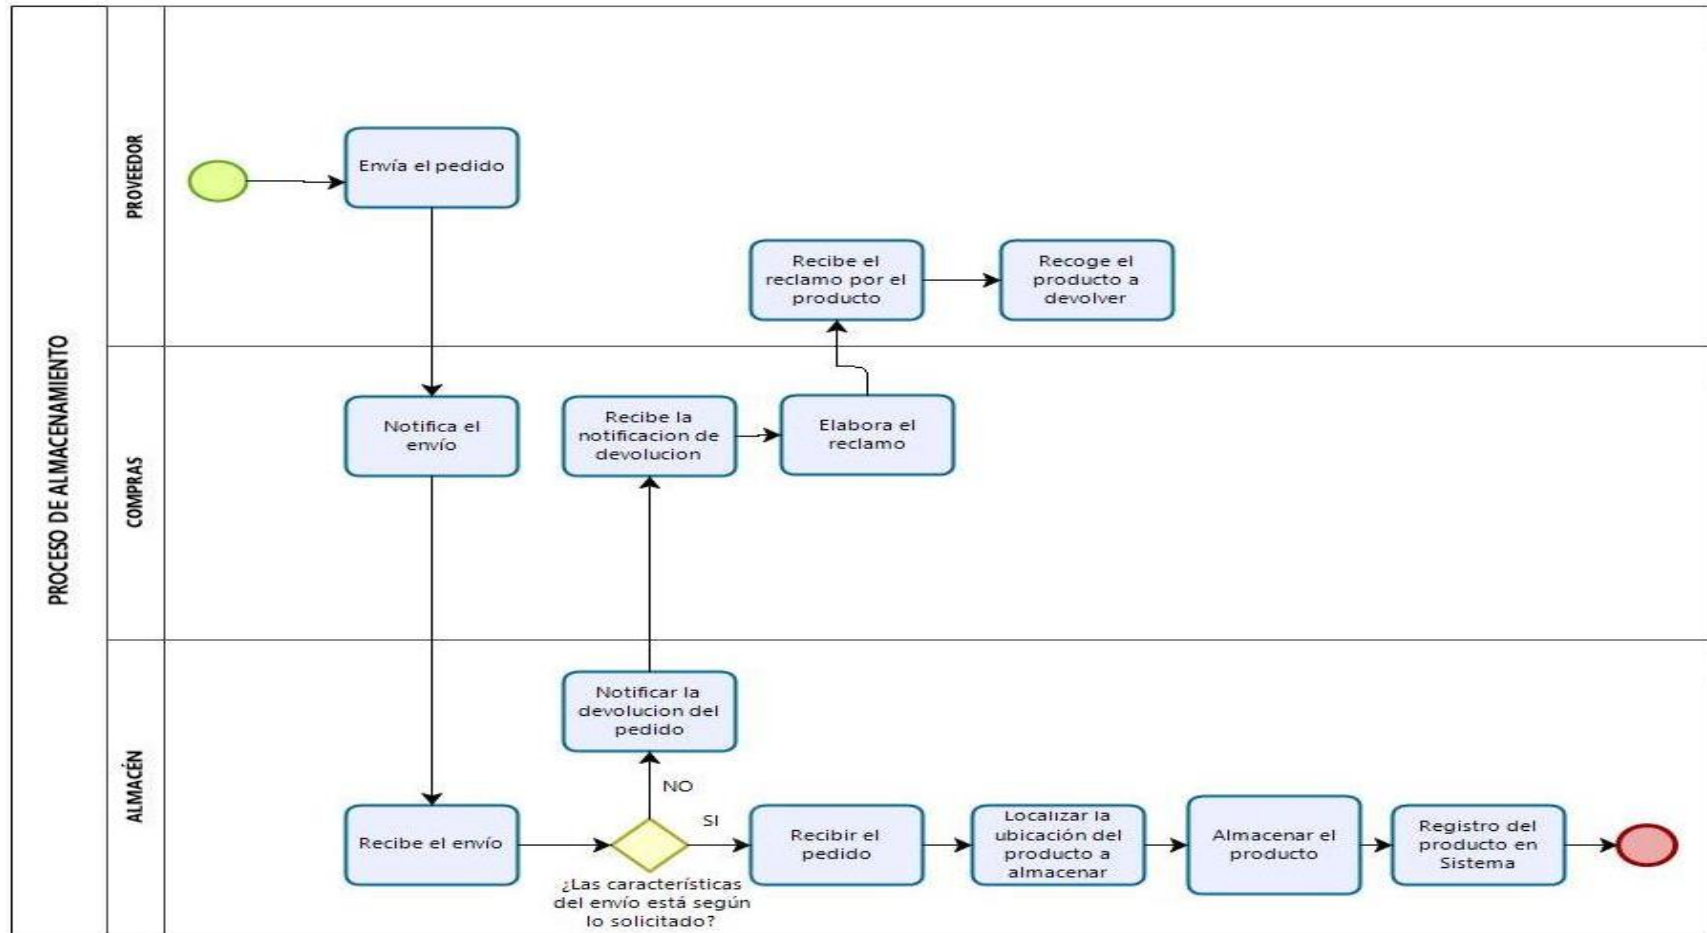 PROCESO DE ALMACENAMIENTO
PROVEEDOR
Envía el pedido
Recibe el
reclamo por el
producto
Recoge el
producto a
devolver
COMPRAS
Notifica el
envío
Recibe la
notificacion de
devolucion
Elabora el
reclamo
ALMACÉN
Notificar la
devolucion del
pedido
NO
SI
Recibe el envío
¿Las características
del envío está según
lo solicitado?
Recibir el
pedido
Localizar la
ubicación del
producto a
almacenar
Almacenar el
producto
Registro del
producto en
Sistema